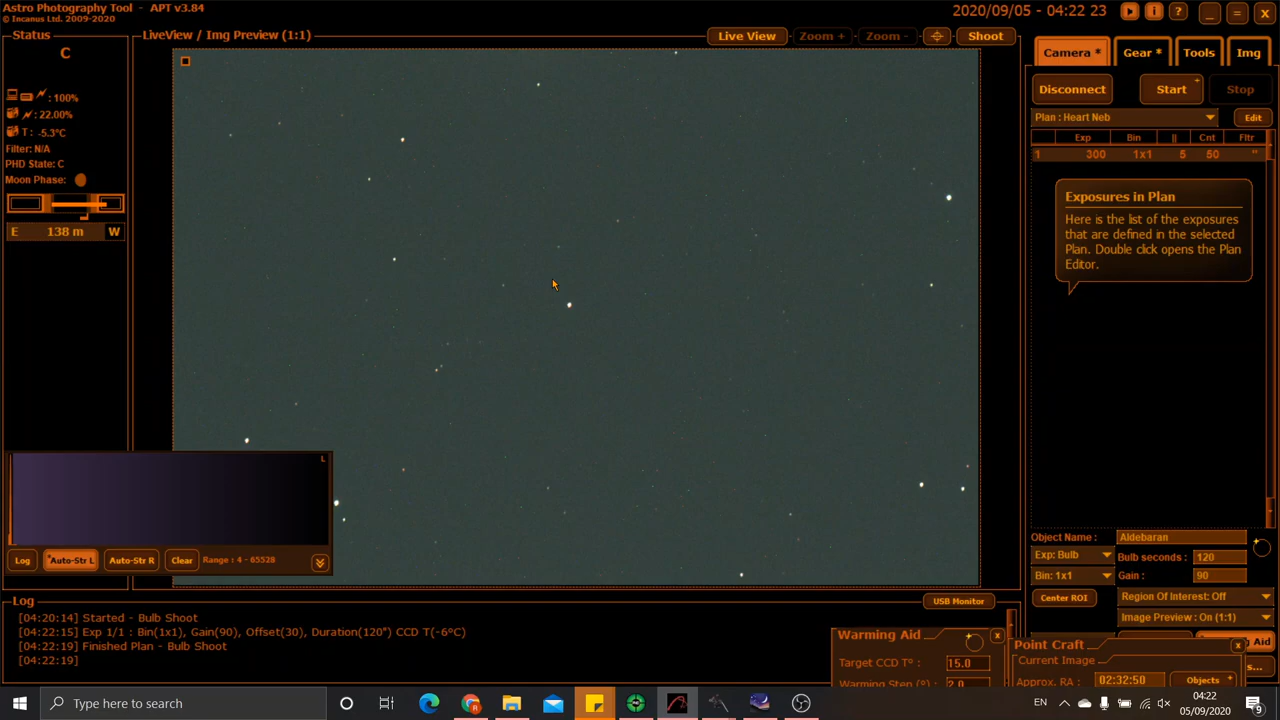 Astro Photography Tool - APT v3.84
© Incanus Ltd. 2009-2020
2020/09/05 - 04:22 23
Status
LiveView / Img Preview (1:1)
Live View
Zoom +
Zoom -
Shoot
Camera *
Gear *
Tools
Img
C
: 100%
: 22.00%
T : -5.3°C
Filter: N/A
PHD State: C
Moon Phase:
E 138 m W
Disconnect
Start
Stop
Plan : Heart Neb
Edit
Exp Bin || Cnt Fltr
1 300 1x1 5 50 "
Exposures in Plan
Here is the list of the exposures
that are defined in the selected
Plan. Double click opens the Plan
Editor.
L
Log
Auto-Str L
Auto-Str R
Clear
Range : 4 - 65528
Object Name : Aldebaran
Exp: Bulb
Bulb seconds : 120
Bin: 1x1
Gain : 90
Center ROI
Region Of Interest: Off
Image Preview : On (1:1)
Aid
s...
Log
USB Monitor
[04:20:14] Started - Bulb Shoot
[04:22:15] Exp 1/1 : Bin(1x1), Gain(90), Offset(30), Duration(120") CCD T(-6°C)
[04:22:19] Finished Plan - Bulb Shoot
[04:22:19]
Warming Aid
Target CCD T° : 15.0
Warming Step (°) : 2.0
Point Craft
Current Image
Approx. RA : 02:32:50
Objects
Type here to search
EN
04:22
05/09/2020
9